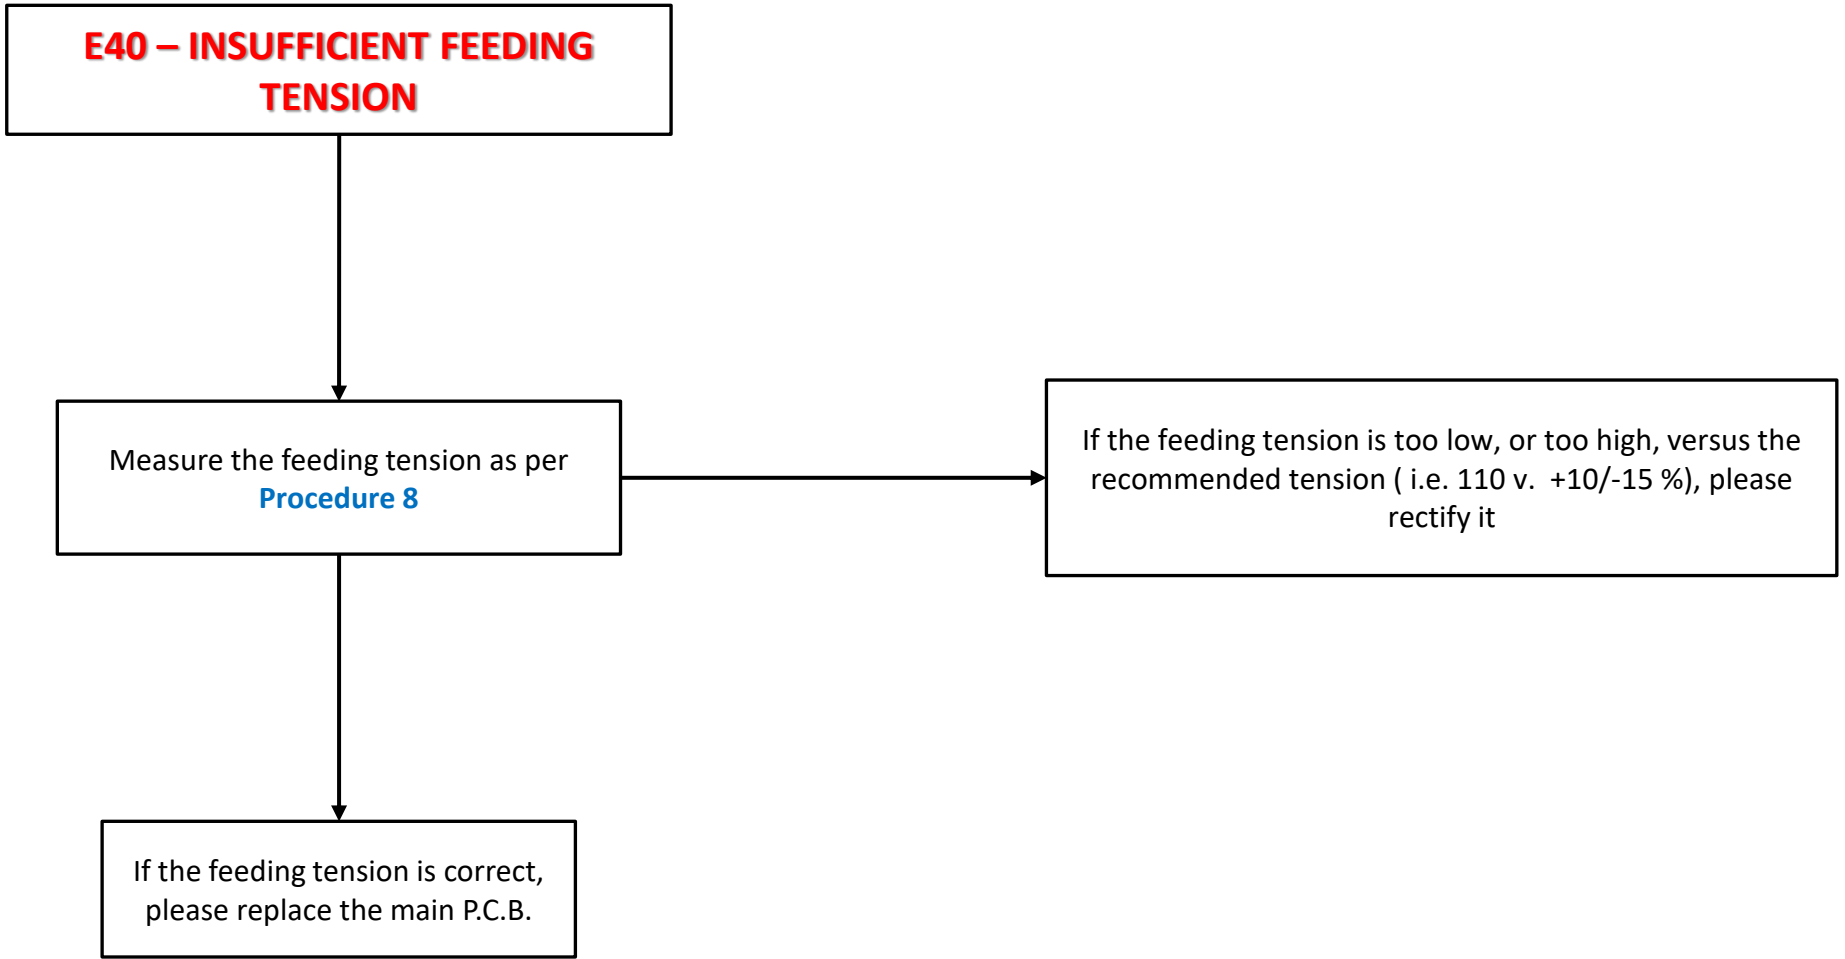 E40 – INSUFFICIENT FEEDING
TENSION
Measure the feeding tension as per
Procedure 8
If the feeding tension is too low, or too high, versus the
recommended tension ( i.e. 110 v.  +10/-15 %), please
rectify it
If the feeding tension is correct,
please replace the main P.C.B.